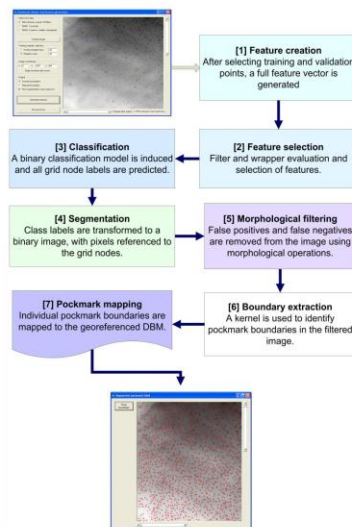 [1] Feature creation
After selecting training and validation
points, a full feature vector is
generated
[3] Classification
A binary classification model is induced
and all grid node labels are predicted.
[2] Feature selection
Filter and wrapper evaluation and
selection of features.
[4] Segmentation
Class labels are transformed to a
binary image, with pixels referenced to
the grid nodes.
[5] Morphological filtering
False positives and false negatives
are removed from the image using
morphological operations.
[7] Pockmark mapping
Individual pockmark boundaries are
mapped to the georeferenced DBM.
[6] Boundary extraction
A kernel is used to identify
pockmark boundaries in the filtered
image.